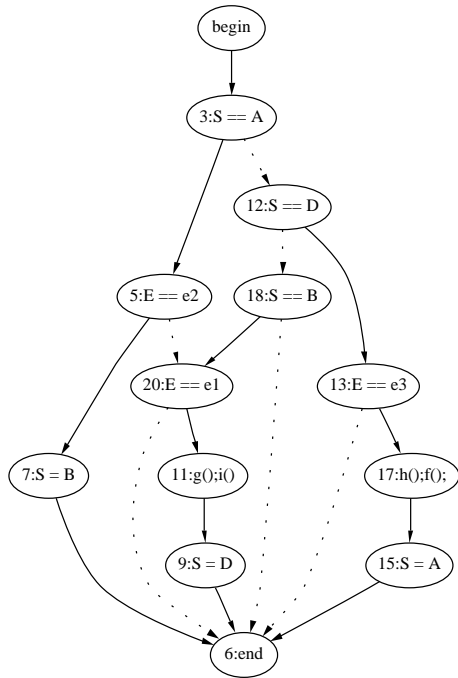 begin
3:S == A
12:S == D
5:E == e2
18:S == B
20:E == e1
13:E == e3
7:S = B
11:g();i()
17:h();f();
9:S = D
15:S = A
6:end